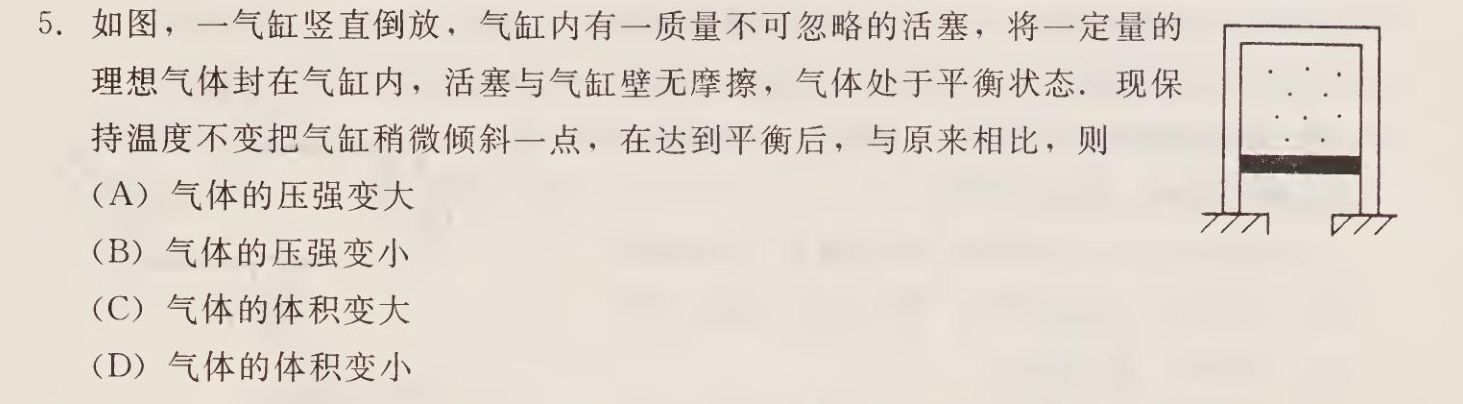 5. 如图，一气缸竖直倒放，气缸内有一质量不可忽略的活塞，将一定量的
理想气体封在气缸内，活塞与气缸壁无摩擦，气体处于平衡状态．现保
持温度不变把气缸稍微倾斜一点，在达到平衡后，与原来相比，则
（A）气体的压强变大
（B）气体的压强变小
（C）气体的体积变大
（D）气体的体积变小